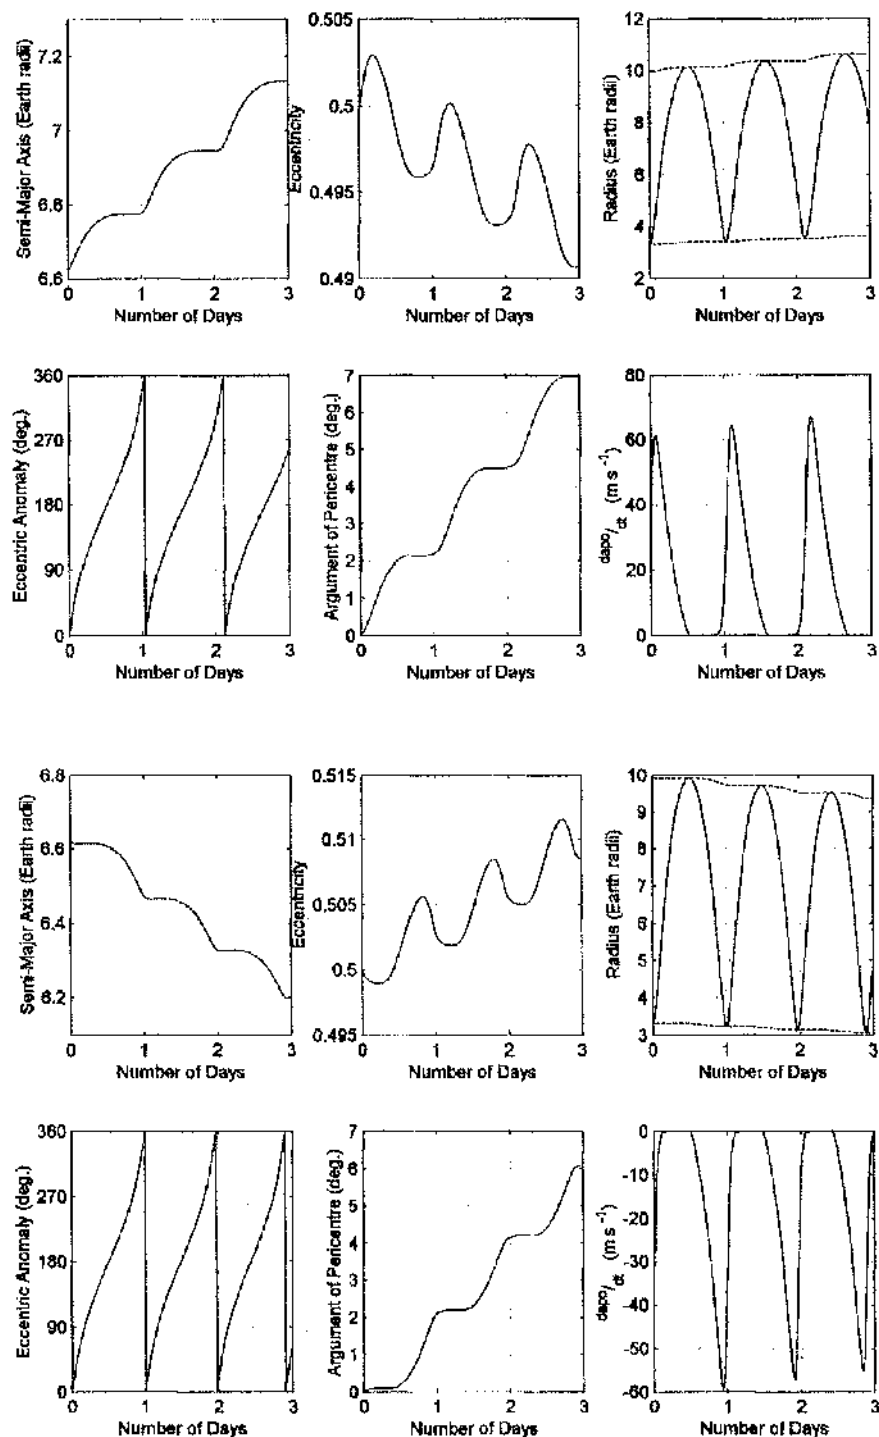 Semi-Major Axis (Earth radii)
7.2
7
6.8
6.6
0 1 2 3
Number of Days
Eccentricity
0.505
0.5
0.495
0.49
0 1 2 3
Number of Days
Radius (Earth radii)
12
10
8
6
4
2
0 1 2 3
Number of Days
Eccentric Anomaly (deg.)
360
270
180
90
0
0 1 2 3
Number of Days
Argument of Pericentre (deg.)
7
6
5
4
3
2
1
0
0 1 2 3
Number of Days
dapo/dt (m s-1)
80
60
40
20
0
0 1 2 3
Number of Days
Semi-Major Axis (Earth radii)
6.8
6.6
6.4
6.2
0 1 2 3
Number of Days
Eccentricity
0.515
0.51
0.505
0.5
0.495
0 1 2 3
Number of Days
Radius (Earth radii)
10
9
8
7
6
5
4
3
0 1 2 3
Number of Days
Eccentric Anomaly (deg.)
360
270
180
90
0
0 1 2 3
Number of Days
Argument of Pericentre (deg.)
7
6
5
4
3
2
1
0
0 1 2 3
Number of Days
dapo/dt (m s-1)
0
-10
-20
-30
-40
-50
-60
0 1 2 3
Number of Days